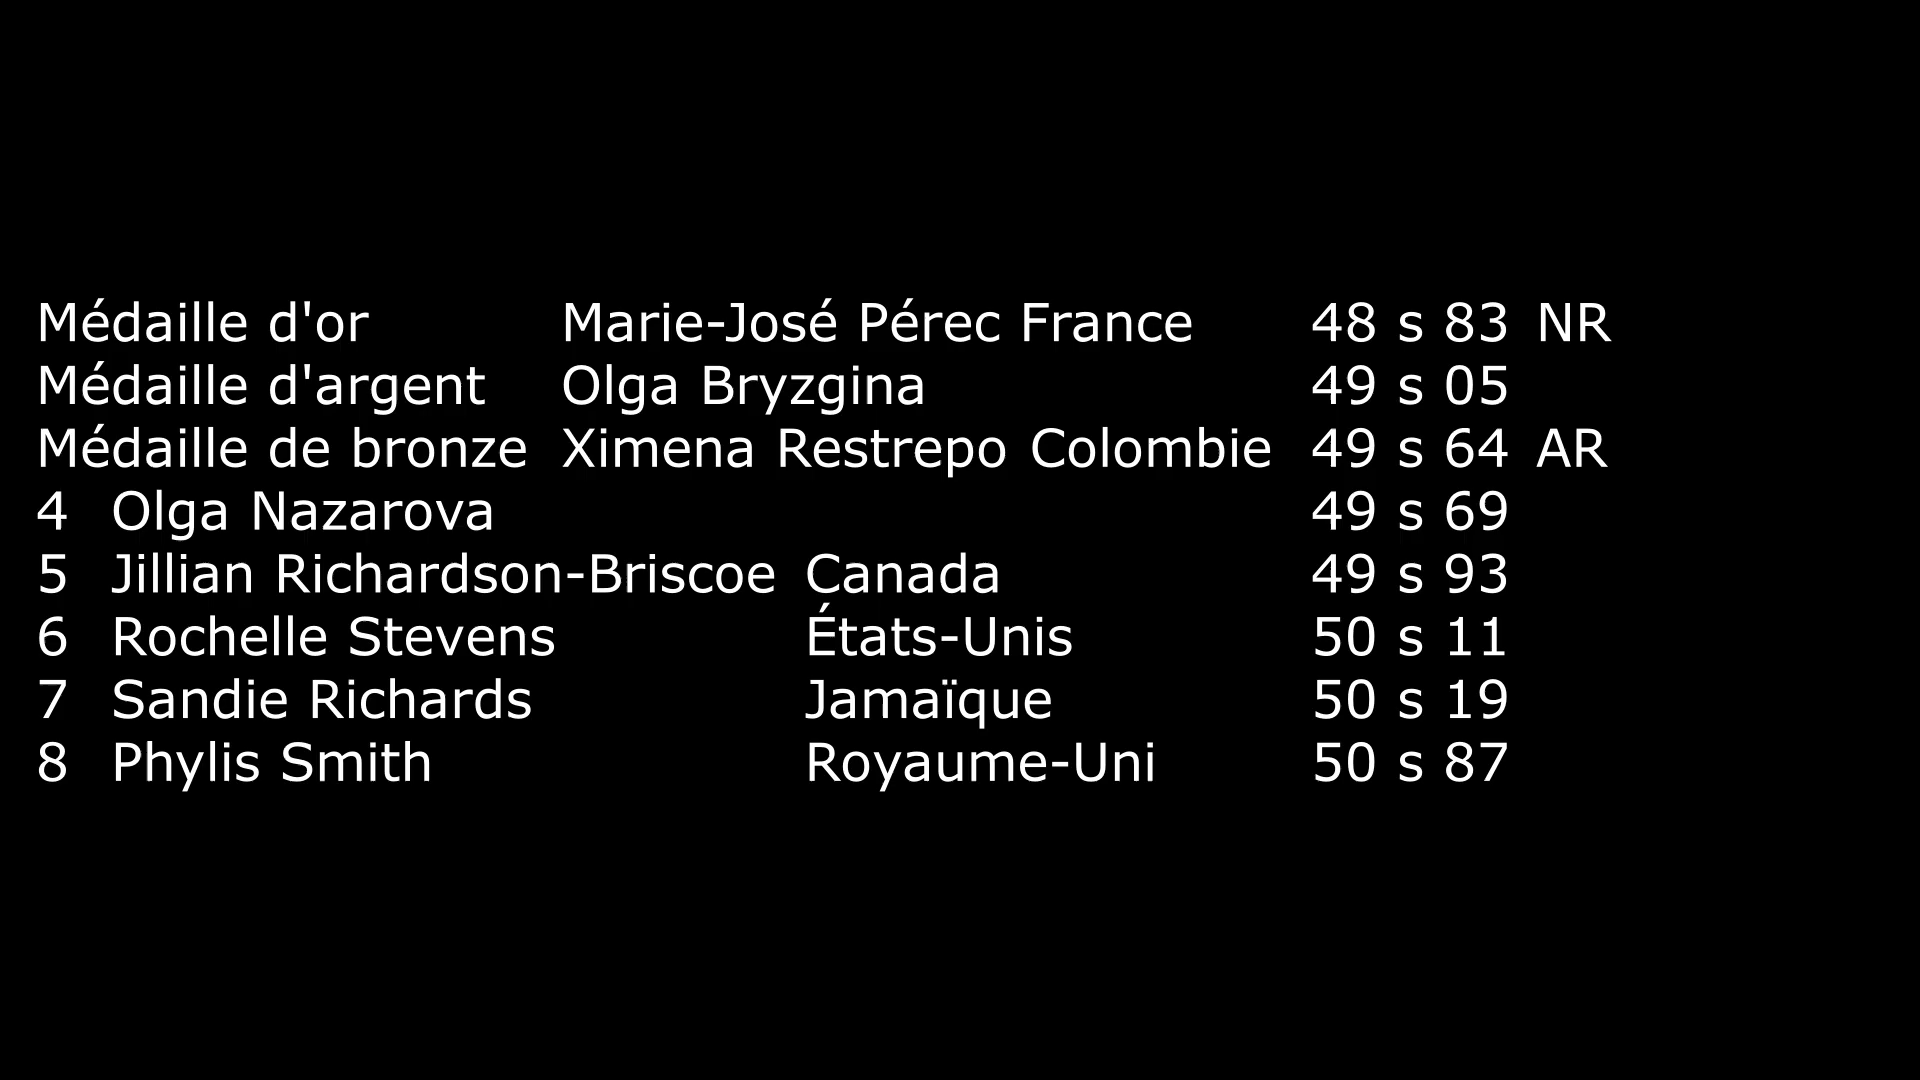 Médaille d'or Marie-José Pérec France 48 s 83 NR
Médaille d'argent Olga Bryzgina 49 s 05
Médaille de bronze Ximena Restrepo Colombie 49 s 64 AR
4 Olga Nazarova 49 s 69
5 Jillian Richardson-Briscoe Canada 49 s 93
6 Rochelle Stevens États-Unis 50 s 11
7 Sandie Richards Jamaïque 50 s 19
8 Phylis Smith Royaume-Uni 50 s 87